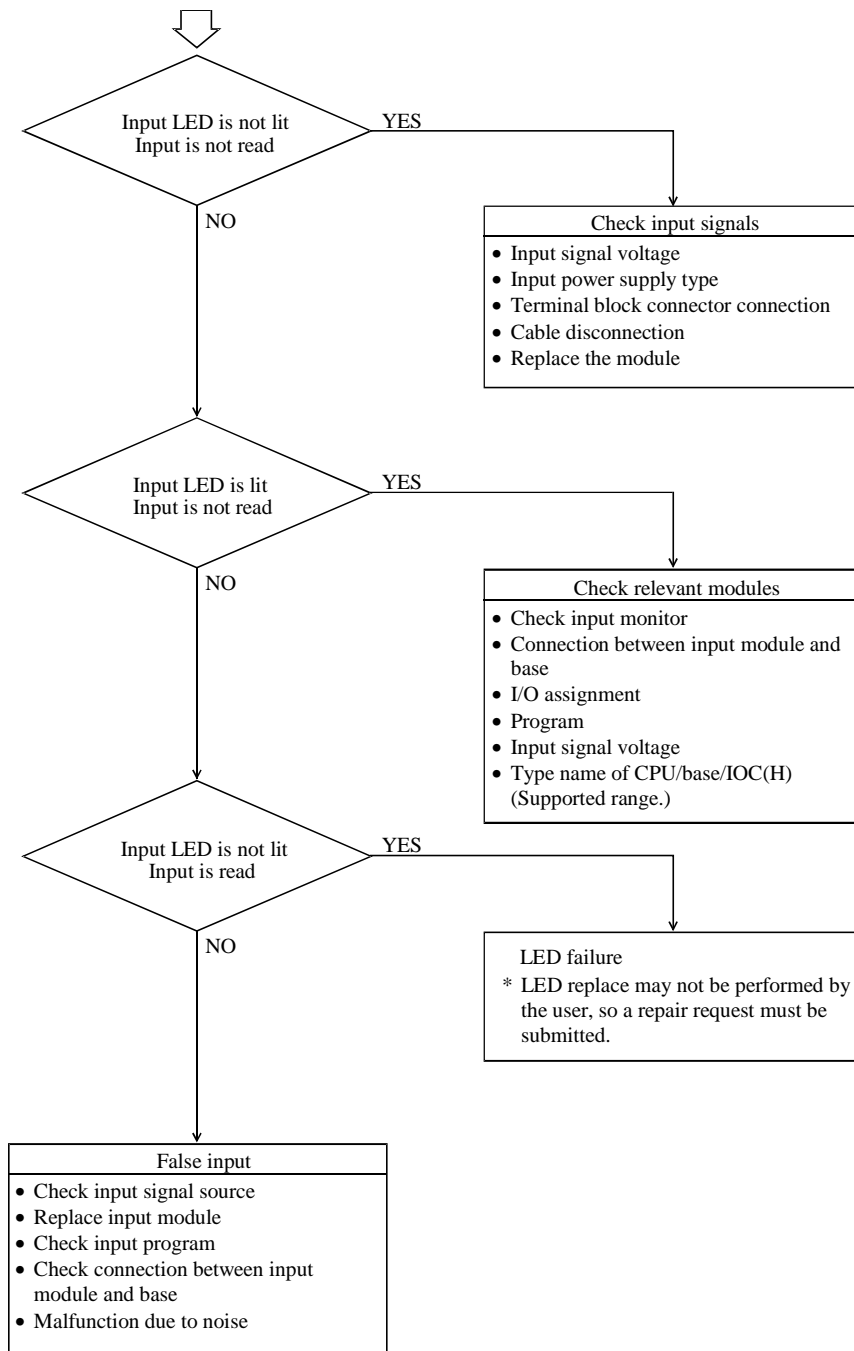 Input LED is not lit
Input is not read
YES
NO
Check input signals
• Input signal voltage
• Input power supply type
• Terminal block connector connection
• Cable disconnection
• Replace the module
Input LED is lit
Input is not read
YES
NO
Check relevant modules
• Check input monitor
• Connection between input module and
base
• I/O assignment
• Program
• Input signal voltage
• Type name of CPU/base/IOC(H)
(Supported range.)
Input LED is not lit
Input is read
YES
NO
LED failure
* LED replace may not be performed by
the user, so a repair request must be
submitted.
False input
• Check input signal source
• Replace input module
• Check input program
• Check connection between input
module and base
• Malfunction due to noise